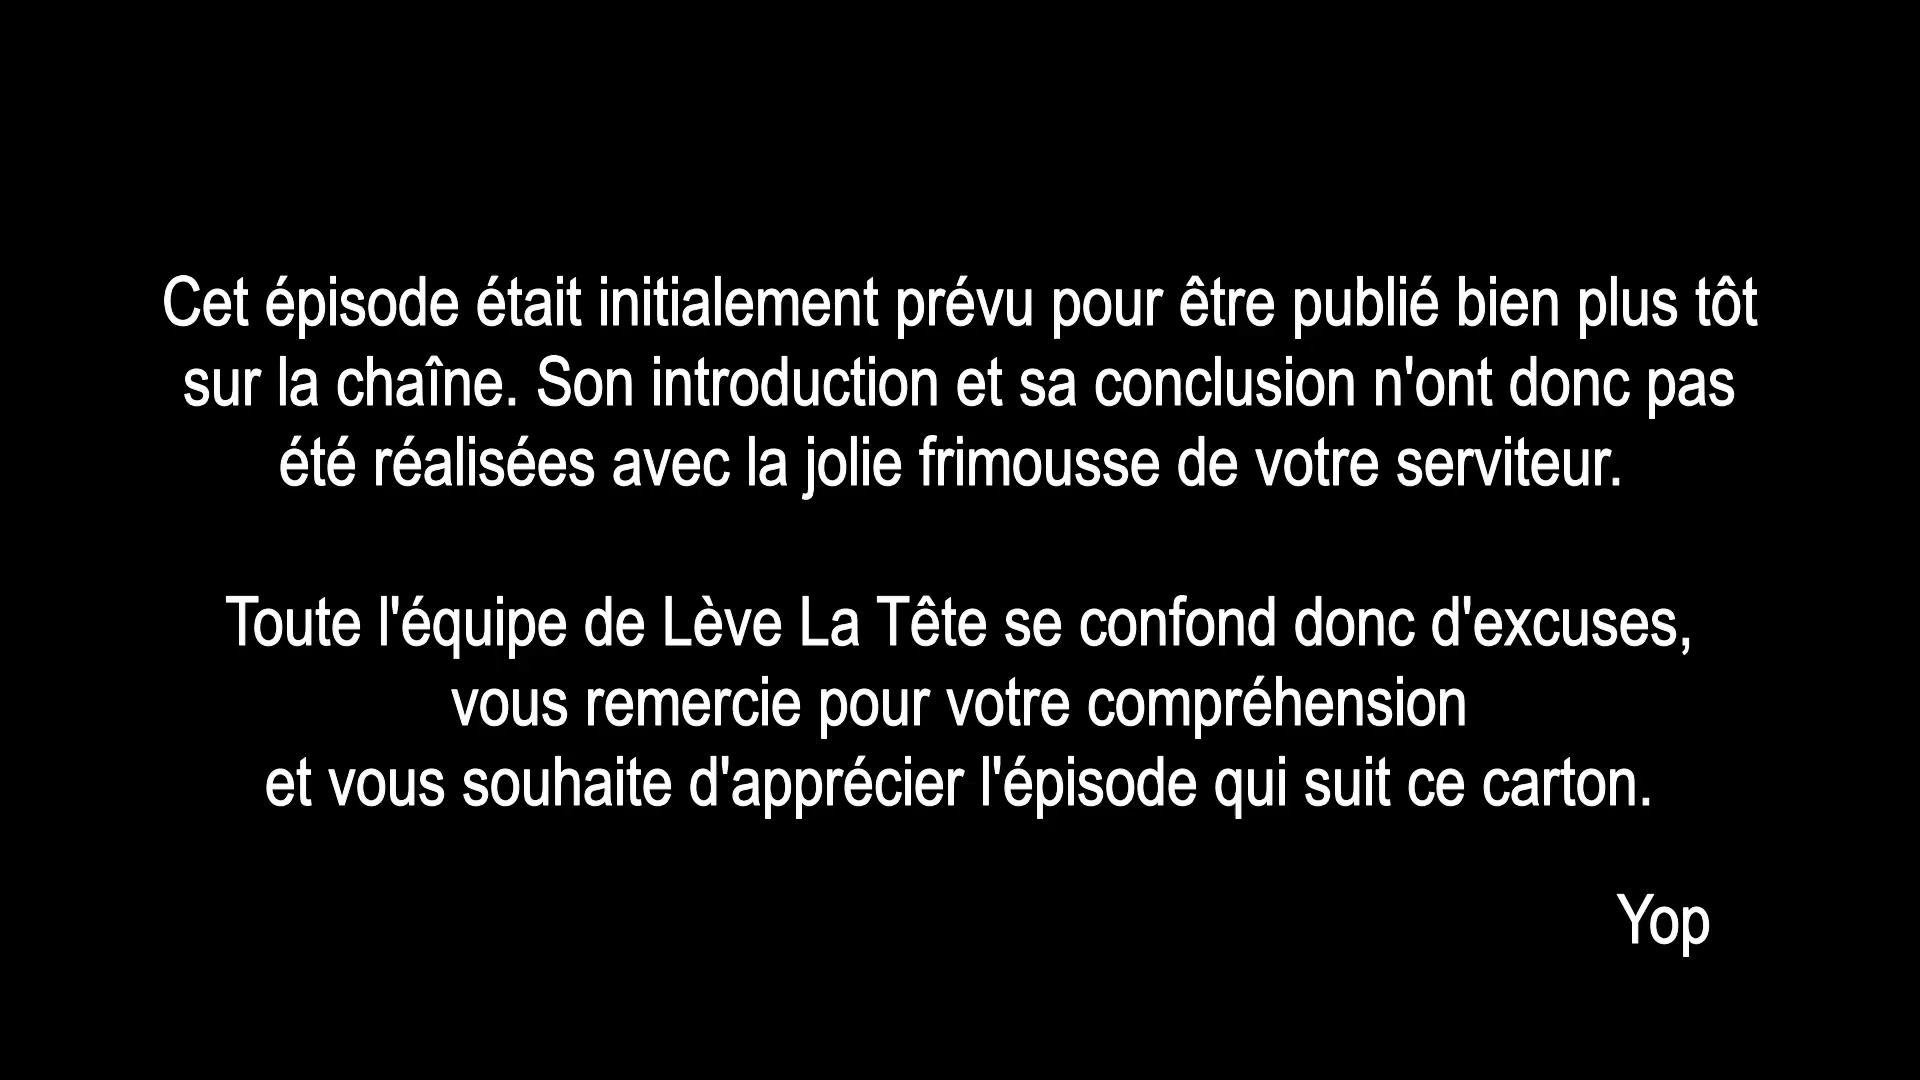 Cet épisode était initialement prévu pour être publié bien plus tôt
sur la chaîne. Son introduction et sa conclusion n'ont donc pas
été réalisées avec la jolie frimousse de votre serviteur.
Toute l'équipe de Lève La Tête se confond donc d'excuses,
vous remercie pour votre compréhension
et vous souhaite d'apprécier l'épisode qui suit ce carton.
Yop